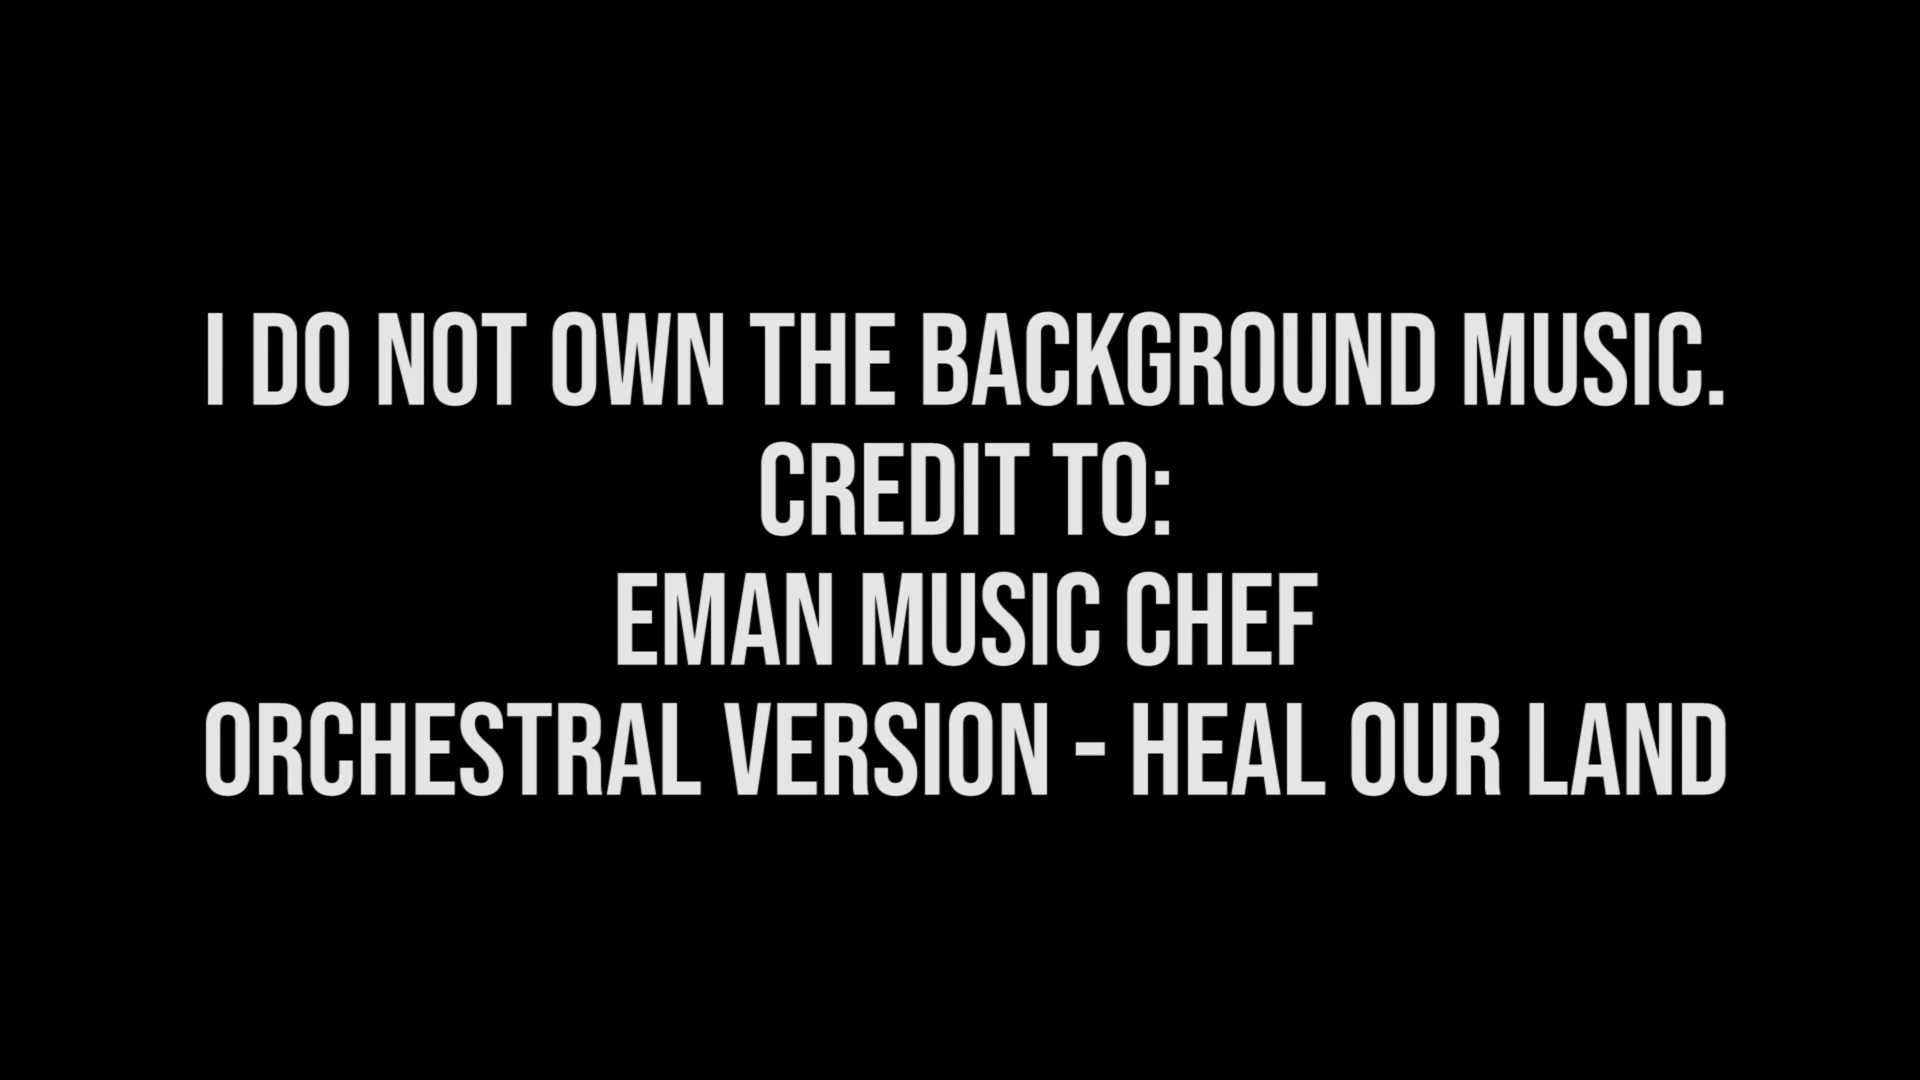 I DO NOT OWN THE BACKGROUND MUSIC.
CREDIT TO:
EMAN MUSIC CHEF
ORCHESTRAL VERSION - HEAL OUR LAND